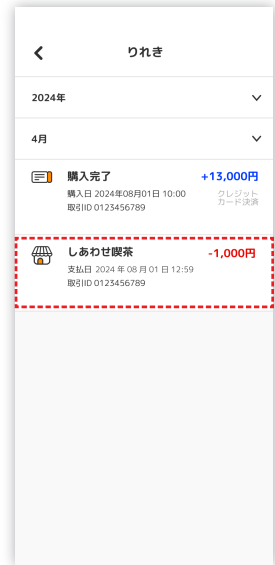 りれき
2024年
4月
購入完了
+13,000円
購入日 2024年08月01日 10:00
クレジット
カード決済
取引ID 0123456789
しあわせ喫茶
-1,000円
支払日 2024 年 08 月 01 日 12:59
取引ID 0123456789